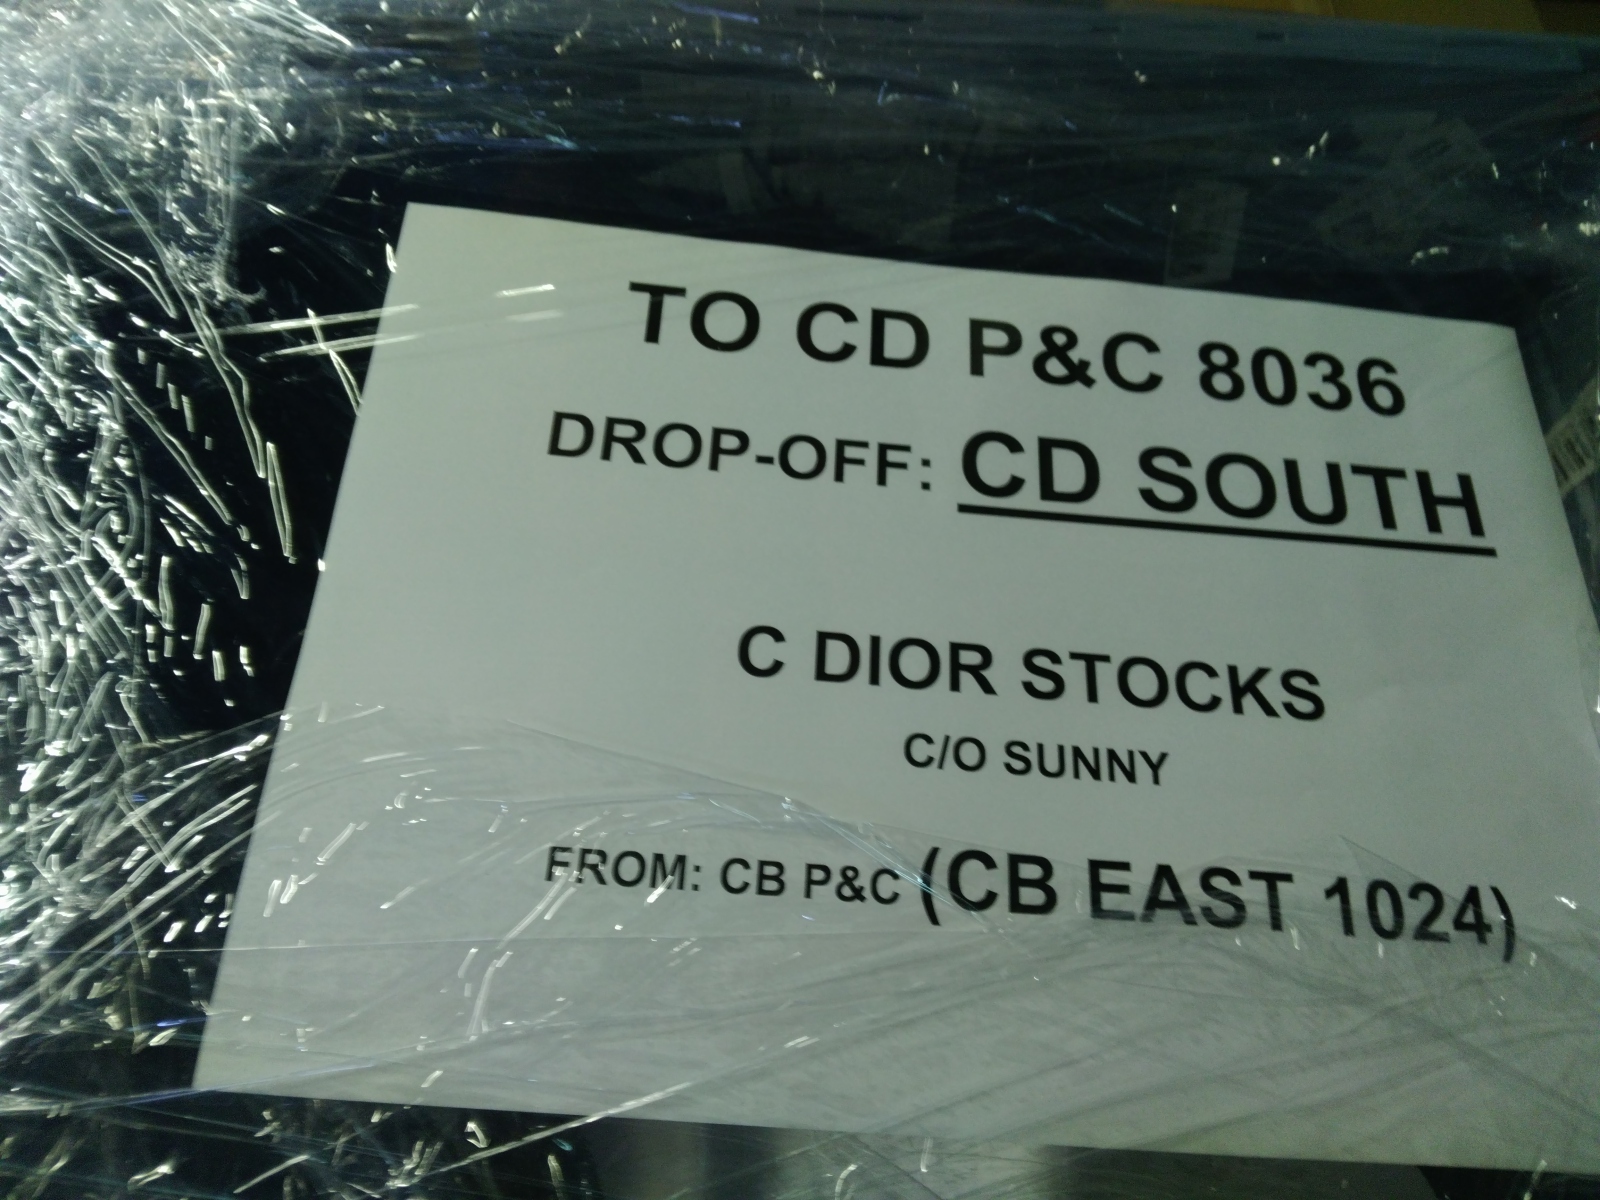 TO CD P&C 8036
DROP-OFF: CD SOUTH
C DIOR STOCKS
C/O SUNNY
FROM: CB P&C (CB EAST 1024)